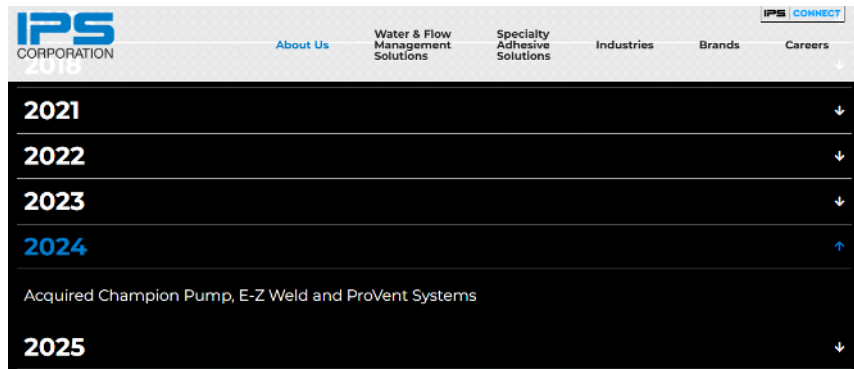 IPS CONNECT
IPS
CORPORATION
About Us
Water & Flow
Management
Solutions
Specialty
Adhesive
Solutions
Industries
Brands
Careers
2018
2021
2022
2023
2024
Acquired Champion Pump, E-Z Weld and ProVent Systems
2025